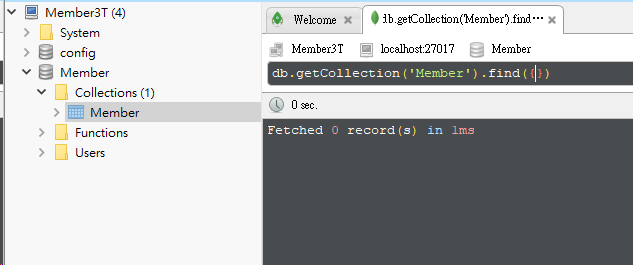 Member3T (4)
System
config
Member
Collections (1)
Member
Functions
Users
Welcome
db.getCollection('Member').find…
Member3T localhost:27017 Member
db.getCollection('Member').find({})
0 sec.
Fetched 0 record(s) in 1ms